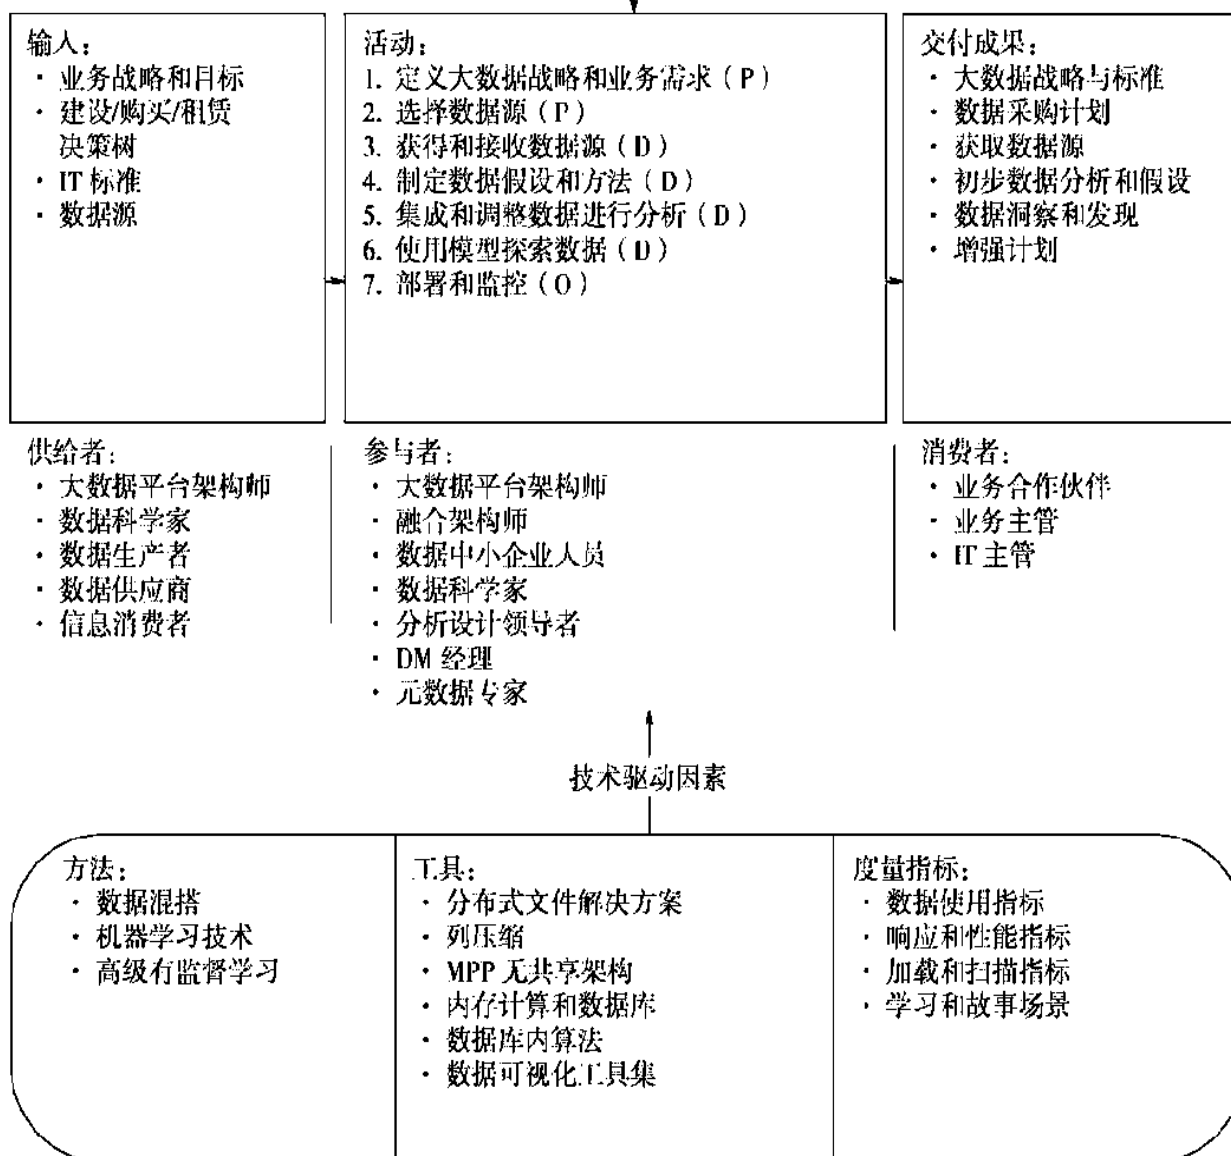 输入：
· 业务战略和目标
· 建设/购买/租赁
决策树
· IT 标准
· 数据源
活动：
1. 定义大数据战略和业务需求（P）
2. 选择数据源（P）
3. 获得和接收数据源（D）
4. 制定数据假设和方法（D）
5. 集成和调整数据进行分析（D）
6. 使用模型探索数据（D）
7. 部署和监控（O）
交付成果：
· 大数据战略与标准
· 数据采购计划
· 获取数据源
· 初步数据分析和假设
· 数据洞察和发现
· 增强计划
供给者：
· 大数据平台架构师
· 数据科学家
· 数据生产者
· 数据供应商
· 信息消费者
参与者：
· 大数据平台架构师
· 融合架构师
· 数据中小企业人员
· 数据科学家
· 分析设计领导者
· DM 经理
· 元数据专家
消费者：
· 业务合作伙伴
· 业务主管
· IT 主管
技术驱动因素
方法：
· 数据混搭
· 机器学习技术
· 高级有监督学习
工具：
· 分布式文件解决方案
· 列压缩
· MPP 无共享架构
· 内存计算和数据库
· 数据库内算法
· 数据可视化工具集
度量指标：
· 数据使用指标
· 响应和性能指标
· 加载和扫描指标
· 学习和故事场景